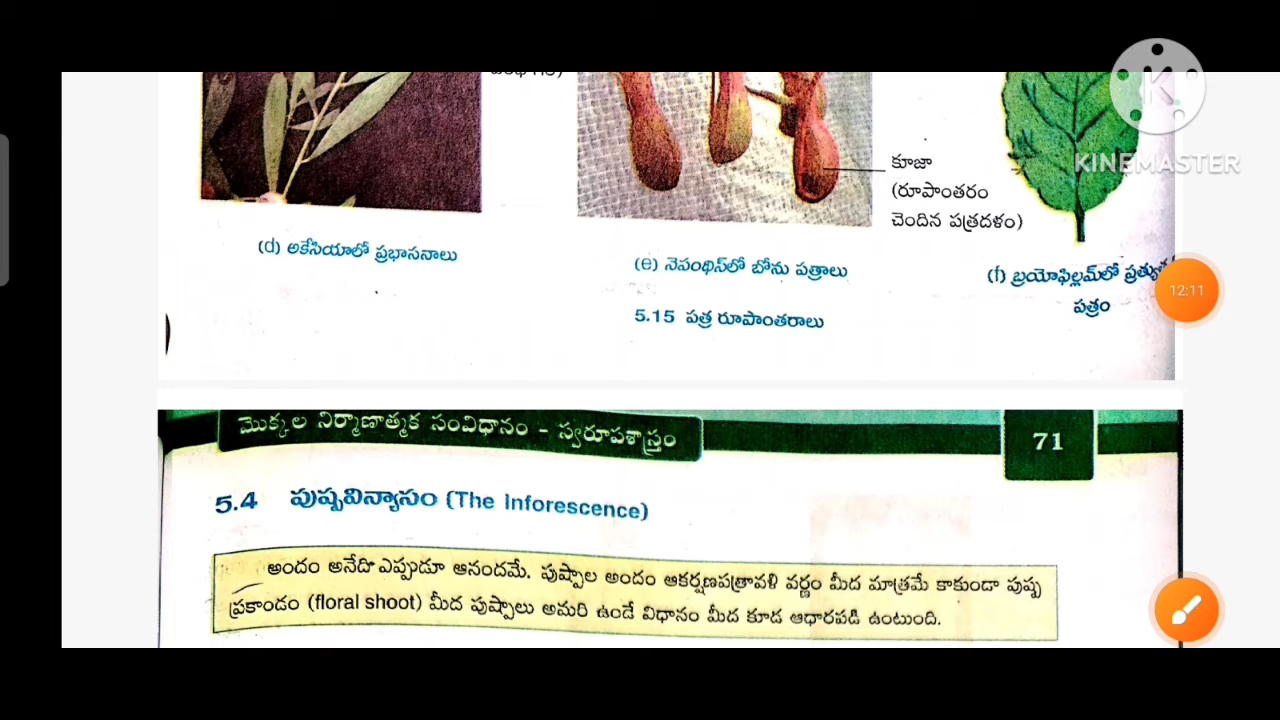 KINEMASTER
కూజా
(రూపాంతరం
చెందిన పత్రదళం)
(d) అకేసియాలో ప్రభాసనాలు
(e) నెపంథిస్‌లో బోను పత్రాలు
(f) బ్రయోఫిల్లమ్‌లో
పత్రం
12:11
5.15 పత్ర రూపాంతరాలు
మొక్కల నిర్మాణాత్మక సంవిధానం - స్వరూపశాస్త్రం
71
5.4 పుష్పవిన్యాసం (The Inforescence)
అందం అనేది ఎప్పుడూ ఆనందమే. పుష్పాల అందం ఆకర్షణపత్రావళి వర్ణం మీద మాత్రమే కాకుండా పుష్ప
ప్రకాండం (floral shoot) మీద పుష్పాలు అమరి ఉండే విధానం మీద కూడ ఆధారపడి ఉంటుంది.